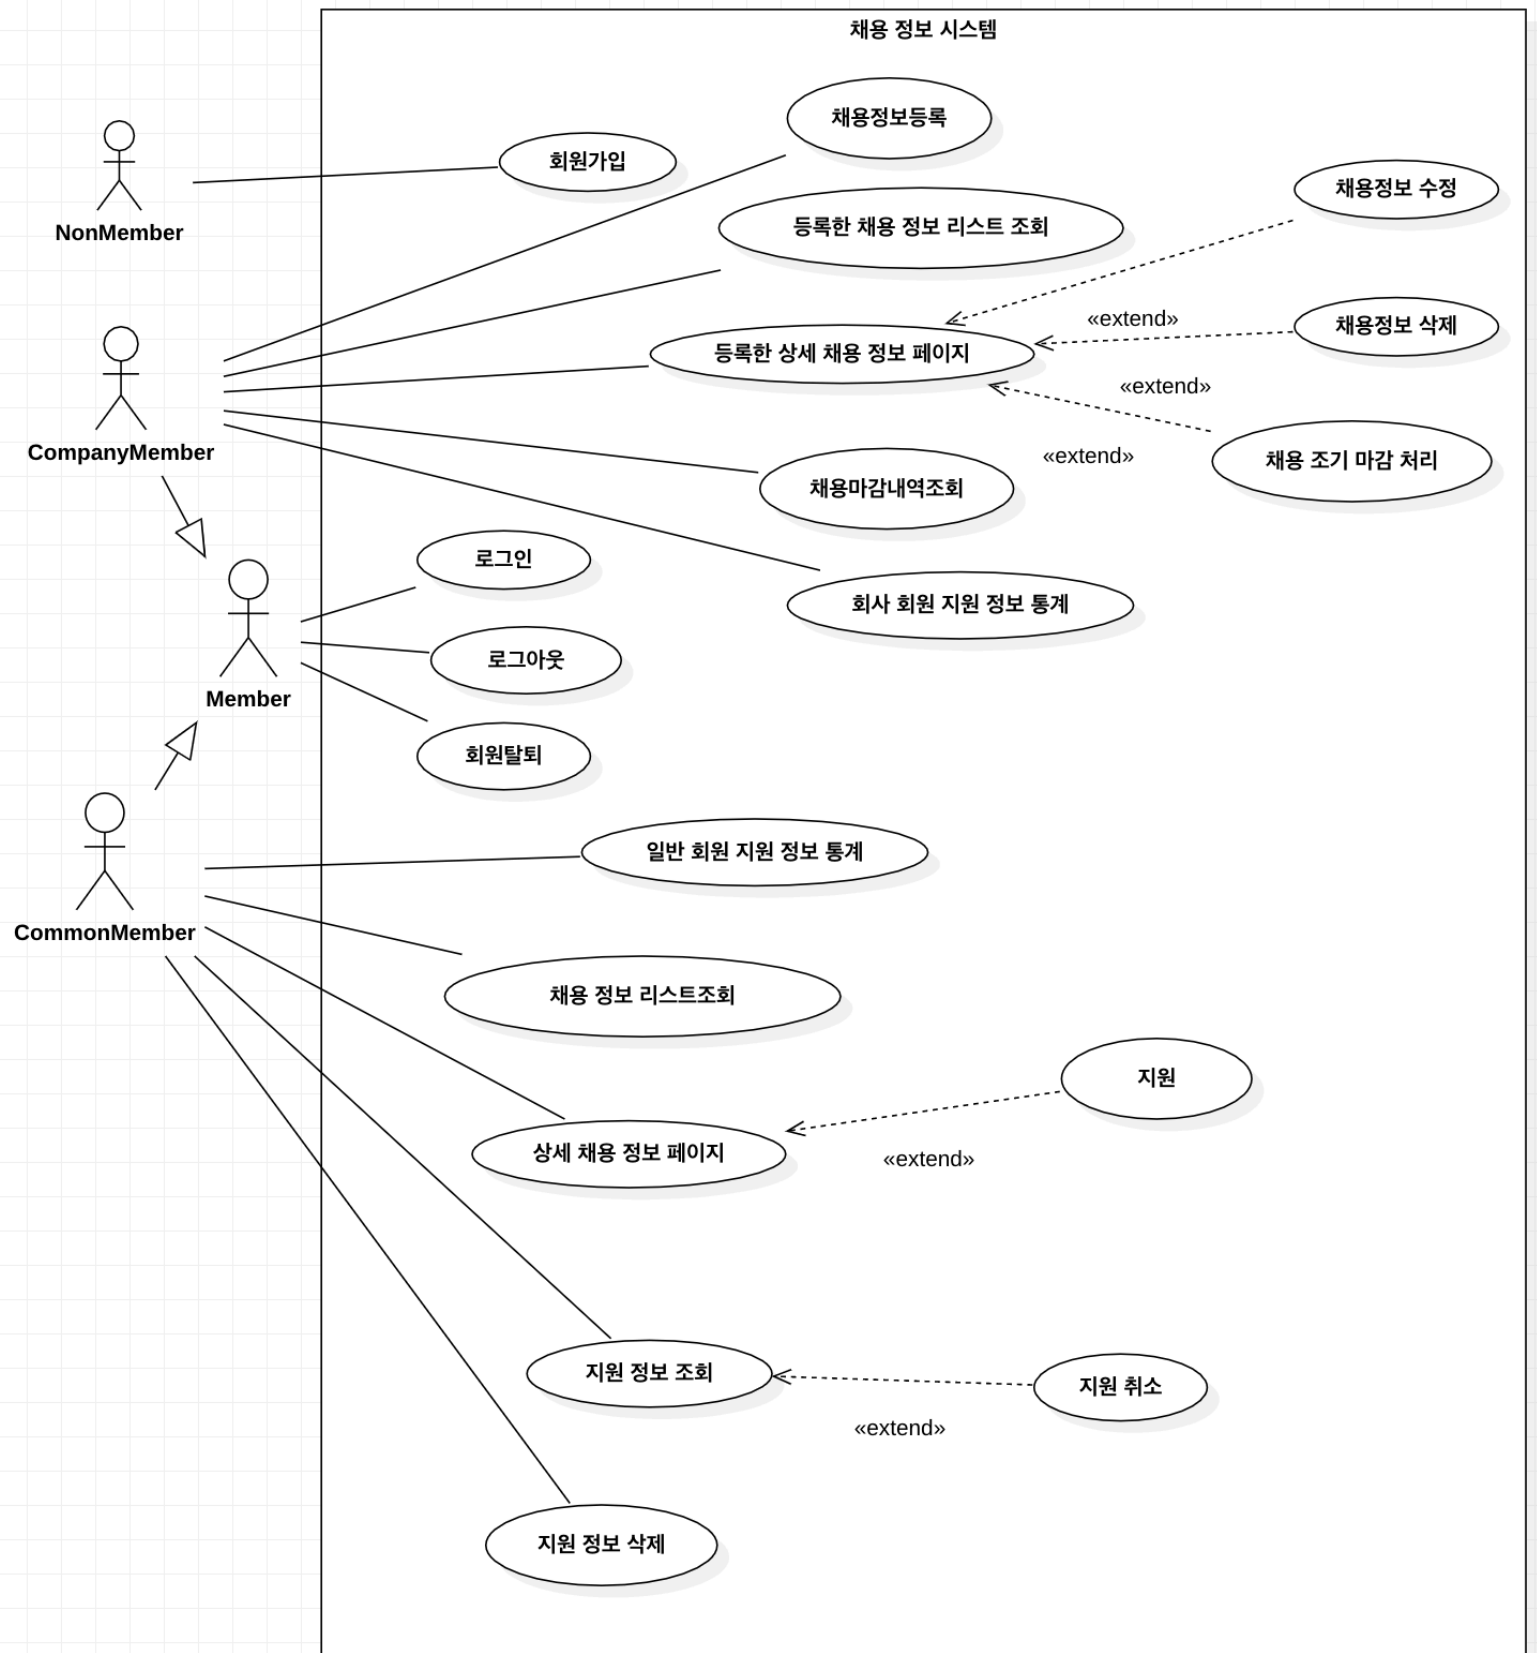 채용 정보 시스템
채용정보등록
회원가입
채용정보 수정
등록한 채용 정보 리스트 조회
NonMember
«extend»
채용정보 삭제
등록한 상세 채용 정보 페이지
«extend»
CompanyMember
«extend»
채용 조기 마감 처리
채용마감내역조회
로그인
회사 회원 지원 정보 통계
로그아웃
Member
회원탈퇴
일반 회원 지원 정보 통계
CommonMember
채용 정보 리스트조회
지원
상세 채용 정보 페이지
«extend»
지원 정보 조회
지원 취소
«extend»
지원 정보 삭제